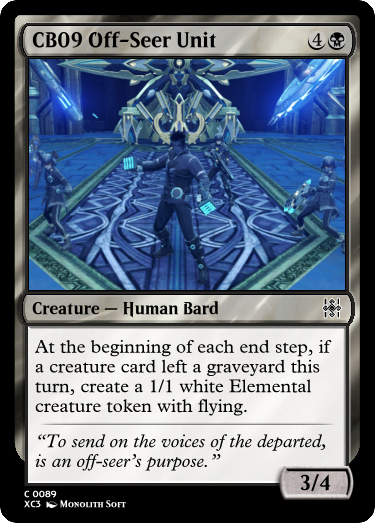 CB09 Off-Seer Unit 4
Creature — Human Bard
At the beginning of each end step, if
a creature card left a graveyard this
turn, create a 1/1 white Elemental
creature token with flying.
“To send on the voices of the departed,
is an off-seer’s purpose.”
3/4
C 0089
XC3 Monolith Soft